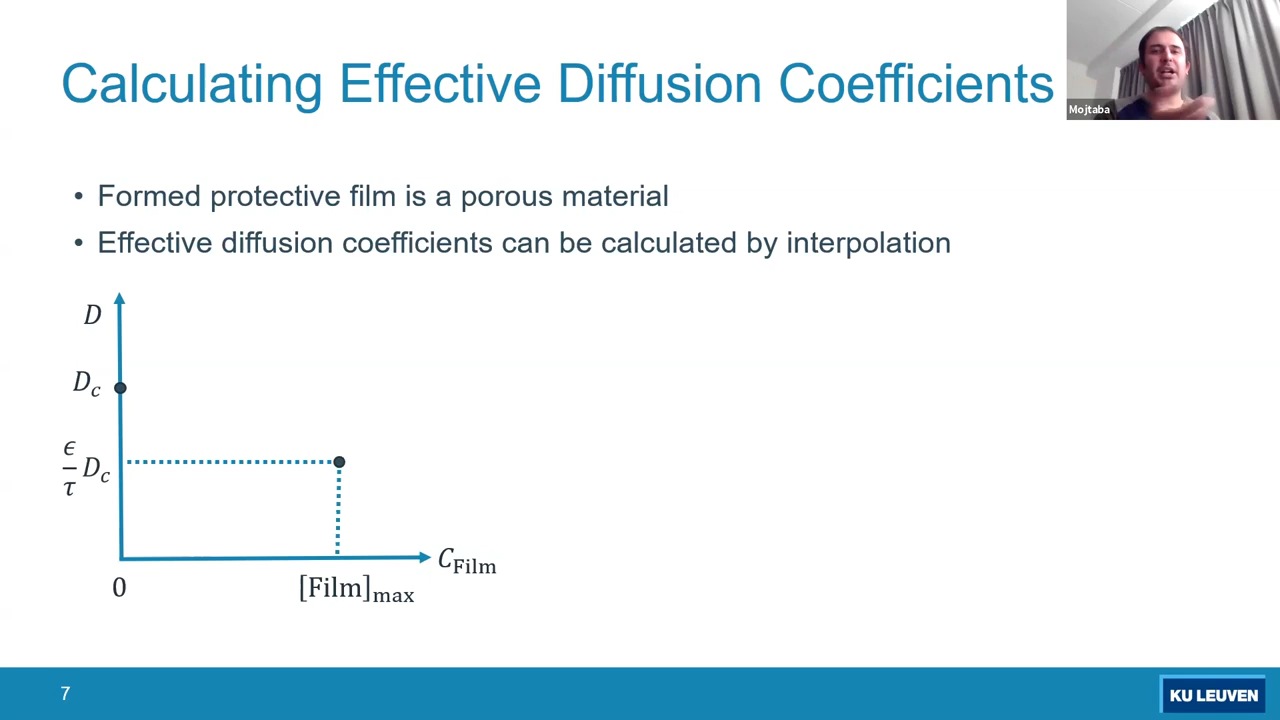 Calculating Effective Diffusion Coefficients
Mojtaba
• Formed protective film is a porous material
• Effective diffusion coefficients can be calculated by interpolation
D
D_c
ϵ/τ D_c
C_Film
0
[Film]_max
7
KU LEUVEN